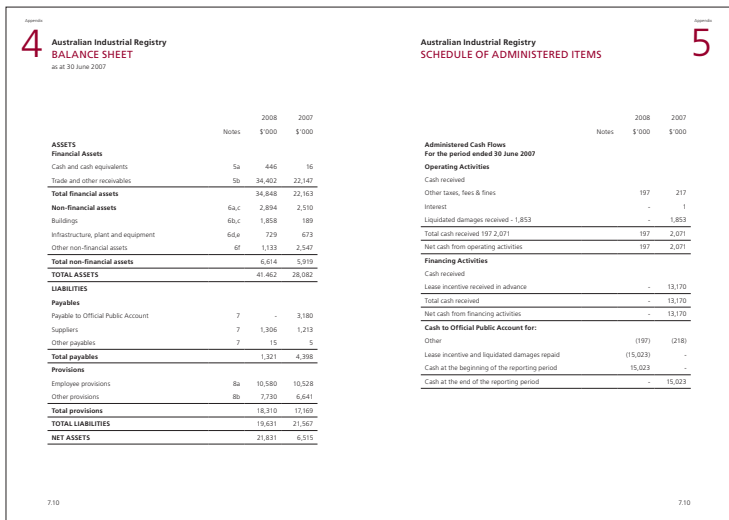 Appendix
4
Australian Industrial Registry
BALANCE SHEET
as at 30 June 2007
2008 2007
Notes $'000 $'000
ASSETS
Financial Assets
Cash and cash equivalents 5a 446 16
Trade and other receivables 5b 34,402 22,147
Total financial assets 34,848 22,163
Non-financial assets 6a,c 2,894 2,510
Buildings 6b,c 1,858 189
Infrastructure, plant and equipment 6d,e 729 673
Other non-financial assets 6f 1,133 2,547
Total non-financial assets 6,614 5,919
TOTAL ASSETS 41.462 28,082
LIABILITIES
Payables
Payable to Official Public Account 7 - 3,180
Suppliers 7 1,306 1,213
Other payables 7 15 5
Total payables 1,321 4,398
Provisions
Employee provisions 8a 10,580 10,528
Other provisions 8b 7,730 6,641
Total provisions 18,310 17,169
TOTAL LIABILITIES 19,631 21,567
NET ASSETS 21,831 6,515
7.10
Appendix
5
Australian Industrial Registry
SCHEDULE OF ADMINISTERED ITEMS
2008 2007
Notes $'000 $'000
Administered Cash Flows
For the period ended 30 June 2007
Operating Activities
Cash received
Other taxes, fees & fines 197 217
Interest - 1
Liquidated damages received - 1,853 - 1,853
Total cash received 197 2,071 197 2,071
Net cash from operating activities 197 2,071
Financing Activities
Cash received
Lease incentive received in advance - 13,170
Total cash received - 13,170
Net cash from financing activities - 13,170
Cash to Official Public Account for:
Other (197) (218)
Lease incentive and liquidated damages repaid (15,023) -
Cash at the beginning of the reporting period 15,023 -
Cash at the end of the reporting period - 15,023
7.10